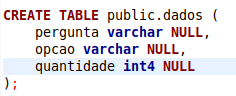 CREATE TABLE public.dados (
    pergunta varchar NULL,
    opcao varchar NULL,
    quantidade int4 NULL
);